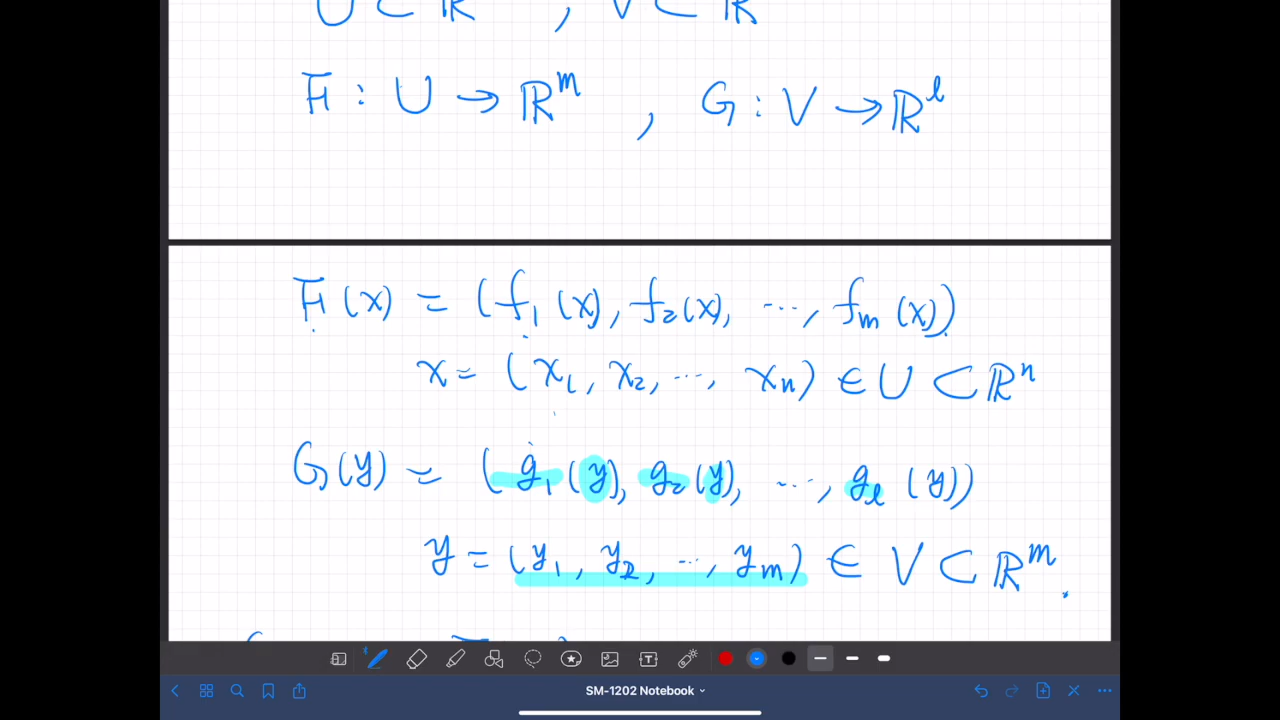 U ⊂ ℝ , V ⊂ ℝ
F : U → ℝ^m , G : V → ℝ^l
F(x) = (f_1(x), f_2(x), ..., f_m(x))
x = (x_1, x_2, ..., x_n) ∈ U ⊂ ℝ^n
G(y) = (g_1(y), g_2(y), ..., g_l(y))
y = (y_1, y_2, ..., y_m) ∈ V ⊂ ℝ^m.
SM-1202 Notebook